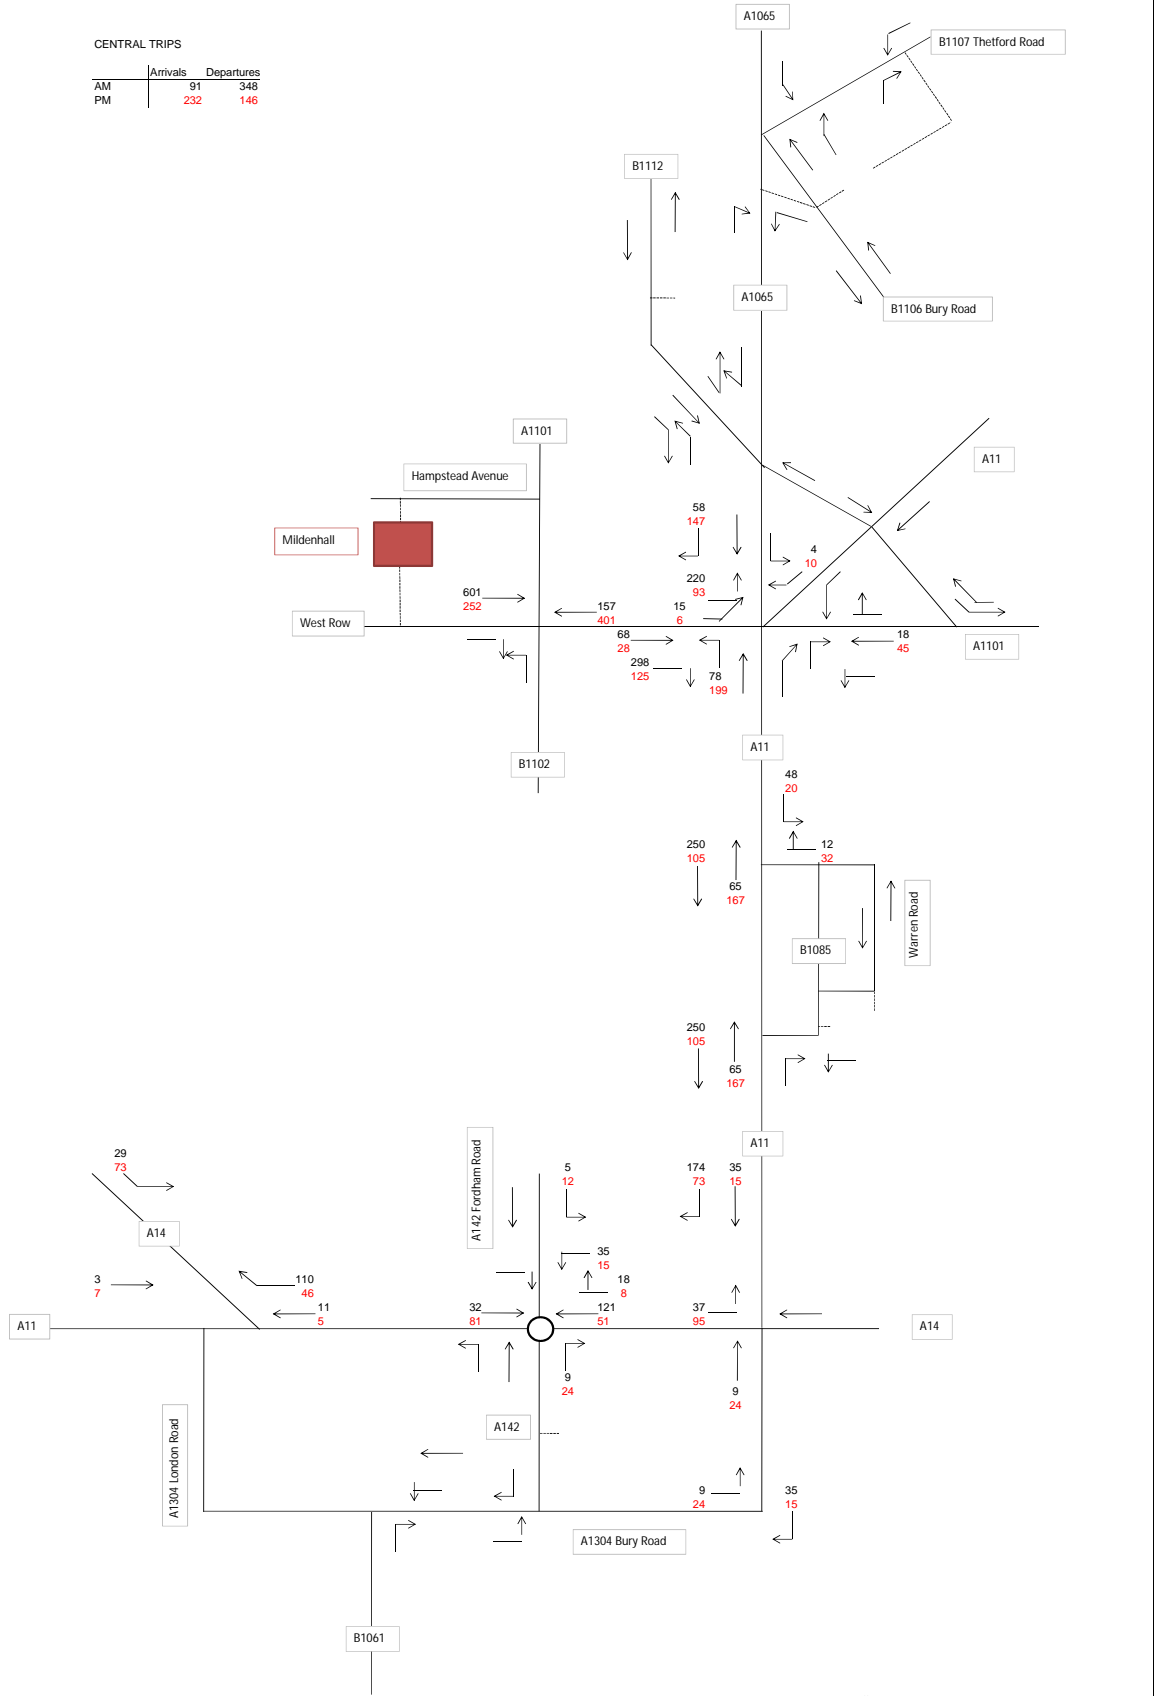 A1065
CENTRAL TRIPS
B1107 Thetford Road
Arrivals Departures
AM 91 348
PM 232 146
B1112
A1065
B1106 Bury Road
A1101
A11
Hampstead Avenue
58
147
Mildenhall
4
10
220
93
601
252
157
401
15
6
West Row
68
28
18
45
A1101
298
125
78
199
A11
B1102
48
20
250
105
12
32
65
167
Warren Road
B1085
250
105
65
167
A11
A142 Fordham Road
29
73
5
12
174
73
35
15
A14
35
15
3
7
110
46
18
8
11
5
32
81
121
51
37
95
A11
A14
9
24
9
24
A1304 London Road
A142
9
24
35
15
A1304 Bury Road
B1061